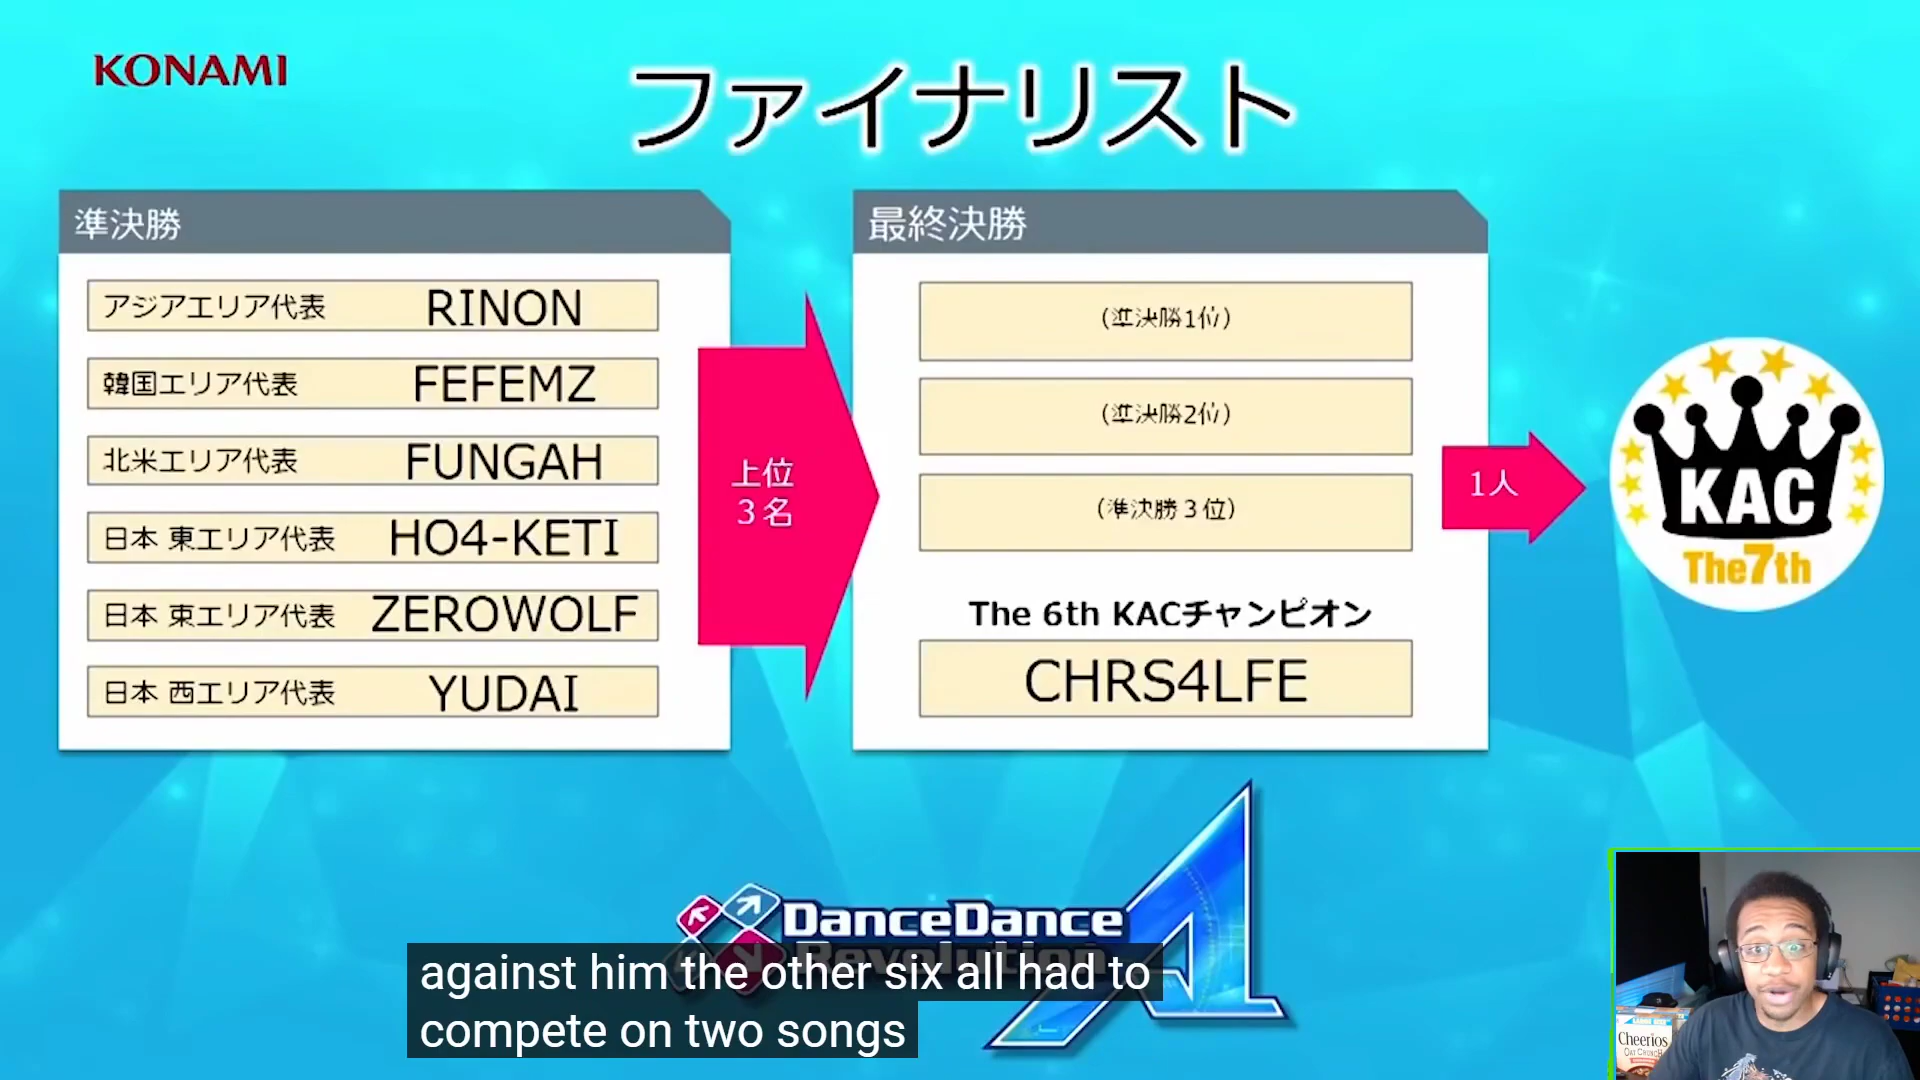 KONAMI
ファイナリスト
準決勝
アジアエリア代表 RINON
韓国エリア代表 FEFEMZ
北米エリア代表 FUNGAH
日本 東エリア代表 HO4-KETI
日本 東エリア代表 ZEROWOLF
日本 西エリア代表 YUDAI
上位
３名
最終決勝
(準決勝1位)
(準決勝2位)
(準決勝３位)
The 6th KACチャンピオン
CHRS4LFE
1人
KAC
The7th
DanceDance
Revolution A
against him the other six all had to
compete on two songs
Cheerios
OAT CRUNCH